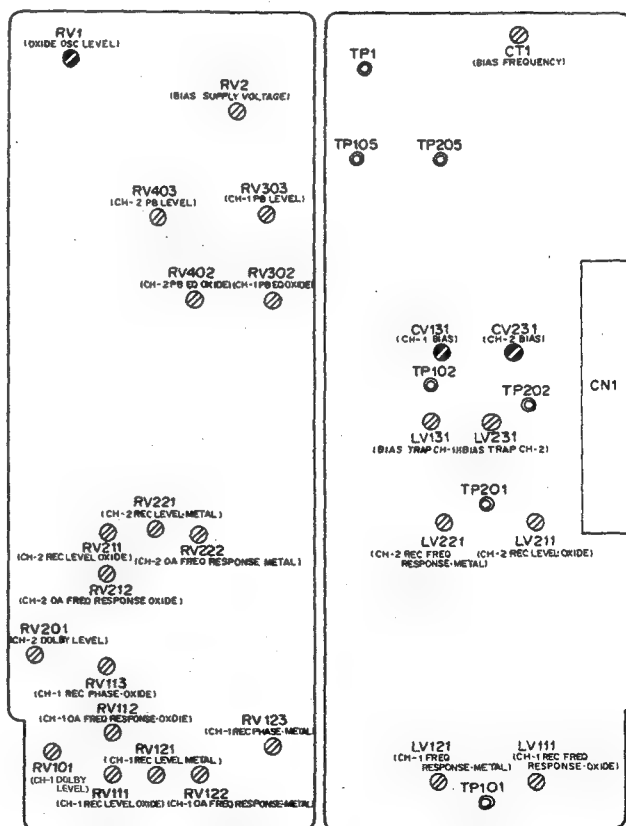 RV1
(OXIDE OSC LEVEL)
RV2
(BIAS SUPPLY VOLTAGE)
RV403
(CH-2 PB LEVEL)
RV303
(CH-1 PB LEVEL)
RV402
(CH-2 PB EQ OXIDE)
RV302
(CH-1 PB EQ OXIDE)
RV221
(CH-2 REC LEVEL-METAL)
RV211
(CH-2 REC LEVEL OXIDE)
RV222
(CH-2 OA FREQ RESPONSE METAL)
RV212
(CH-2 OA FREQ RESPONSE OXIDE)
RV201
(CH-2 DOLBY LEVEL)
RV113
(CH-1 REC PHASE-OXIDE)
RV112
(CH-1 OA FREQ RESPONSE-OXDIE)
RV123
(CH-1 REC PHASE-METAL)
RV121
(CH-1 REC LEVEL METAL)
RV101
(CH-1 DOLBY
LEVEL)
RV111
(CH-1 REC LEVEL OXIDE)
RV122
(CH-1 OA FREQ RESPONSE-METAL)
CT1
(BIAS FREQUENCY)
TP1
TP105
TP205
CV131
(CH-1 BIAS)
CV231
(CH-2 BIAS)
TP102
TP202
CN1
LV131
(BIAS TRAP CH-1)
LV231
(BIAS TRAP CH-2)
TP201
LV221
(CH-2 REC FREQ
RESPONSE-METAL)
LV211
(CH-2 REC LEVEL-OXIDE)
LV121
(CH-1 FREQ
RESPONSE-METAL)
LV111
(CH-1 REC FREQ
RESPONSE-OXIDE)
TP101